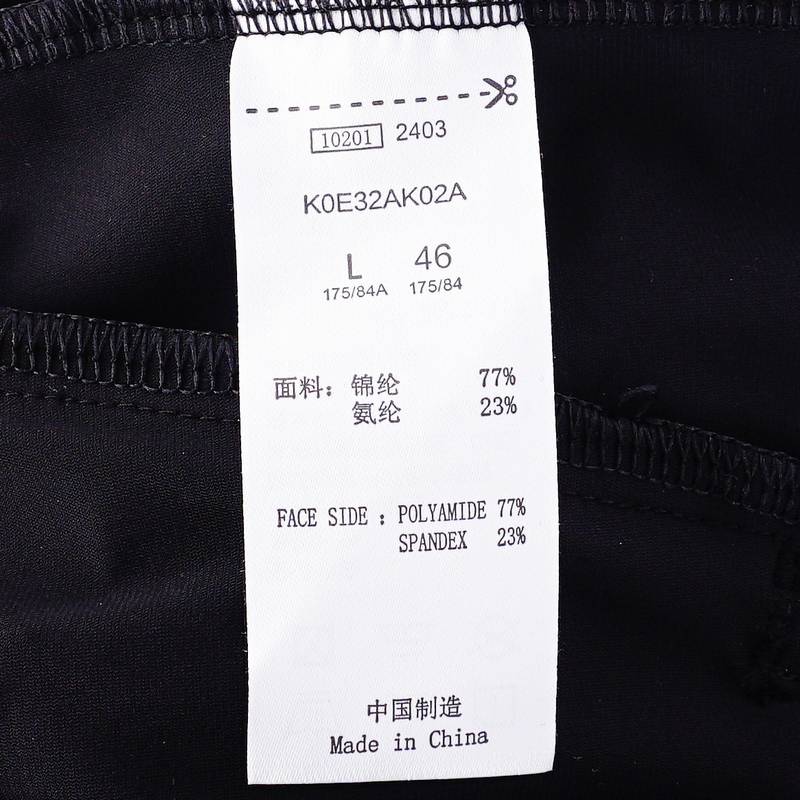 10201 2403
K0E32AK02A
L 46
175/84A 175/84
面料：锦纶 77%
氨纶 23%
FACE SIDE : POLYAMIDE 77%
SPANDEX 23%
中国制造
Made in China